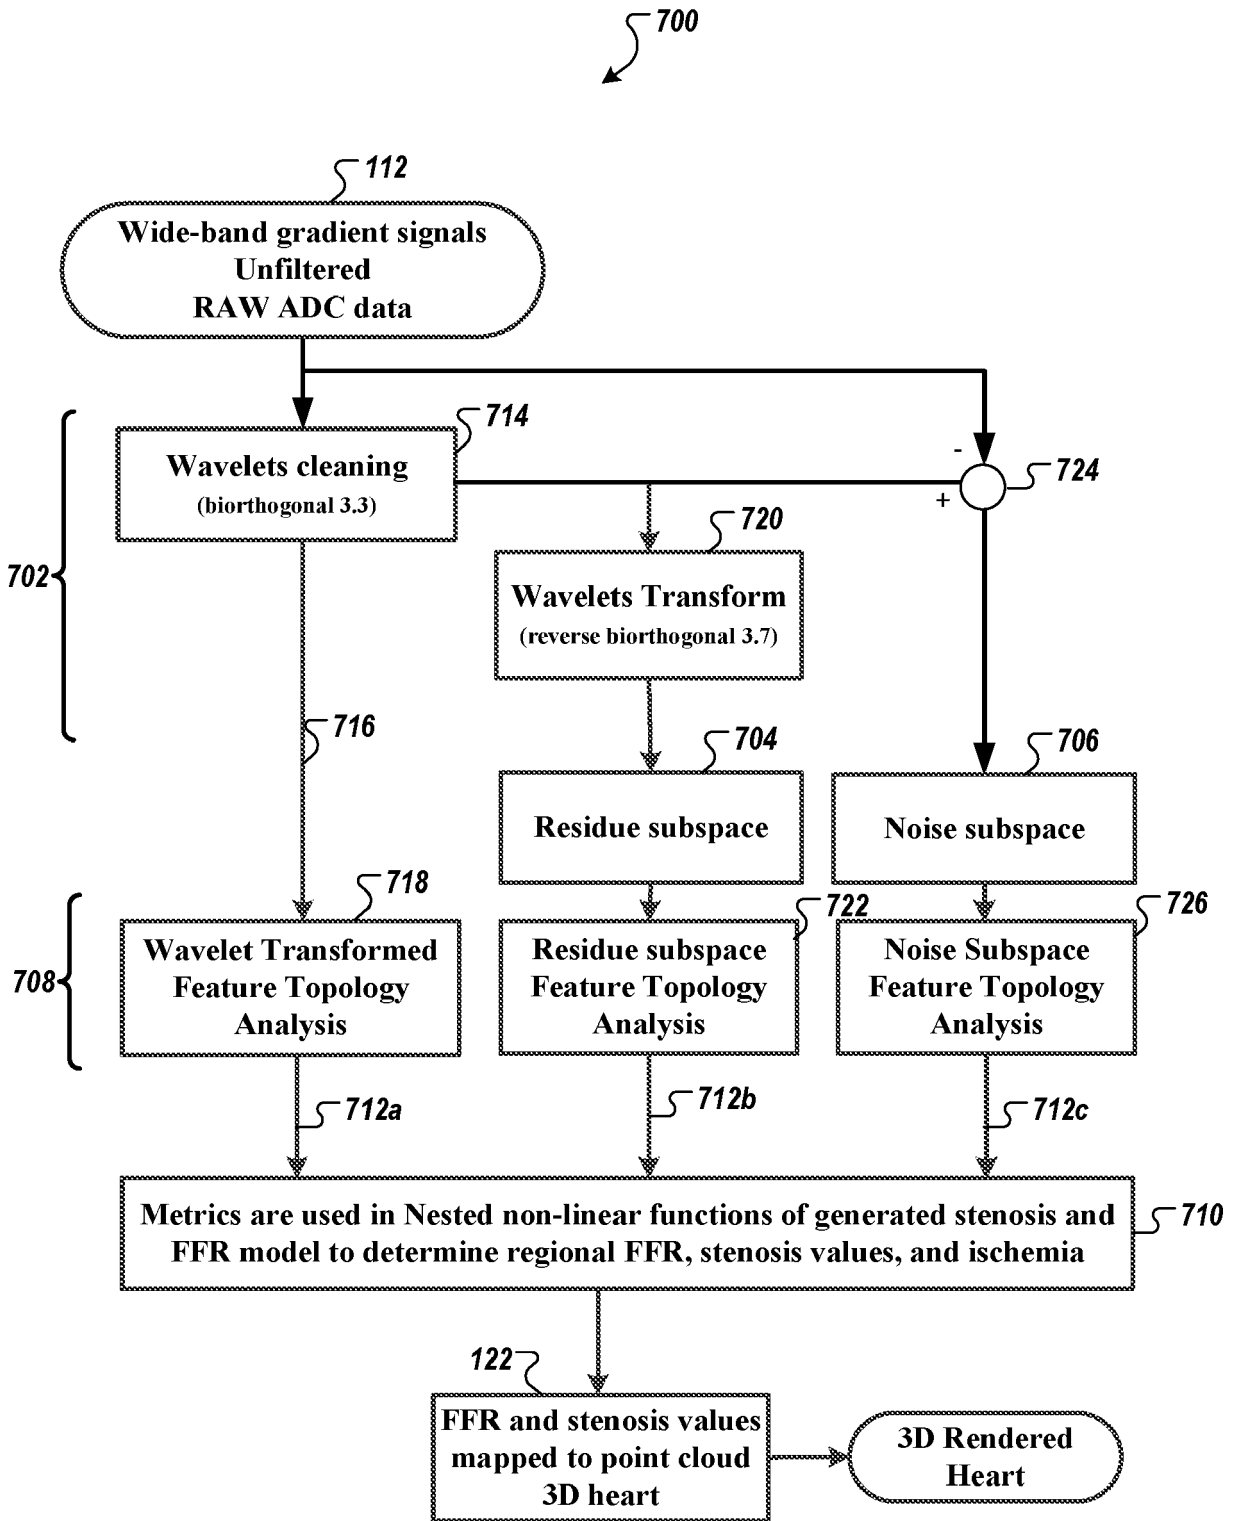 700
112
Wide-band gradient signals
Unfiltered
RAW ADC data
714
Wavelets cleaning
(biorthogonal 3.3)
-
+
724
720
Wavelets Transform
(reverse biorthogonal 3.7)
702
716
704
Residue subspace
706
Noise subspace
708
718
Wavelet Transformed
Feature Topology
Analysis
722
Residue subspace
Feature Topology
Analysis
726
Noise Subspace
Feature Topology
Analysis
712a
712b
712c
Metrics are used in Nested non-linear functions of generated stenosis and
FFR model to determine regional FFR, stenosis values, and ischemia
710
122
FFR and stenosis values
mapped to point cloud
3D heart
3D Rendered
Heart